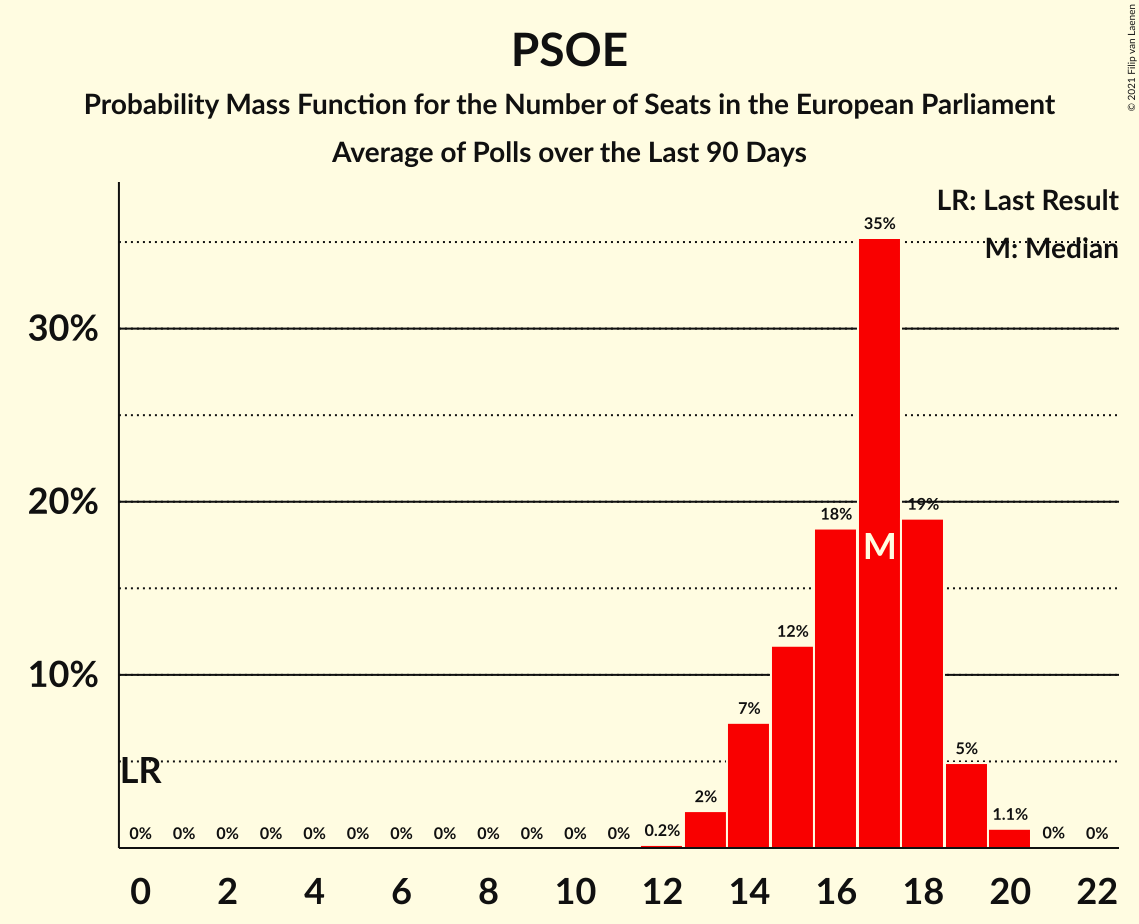 PSOE
Probability Mass Function for the Number of Seats in the European Parliament
Average of Polls over the Last 90 Days
© 2021 Filip van Laenen
LR: Last Result
M: Median
35%
30%
20%
19%
18%
M
12%
10%
7%
5%
LR
2%
1.1%
0% 0% 0% 0% 0% 0% 0% 0% 0% 0% 0% 0% 0.2% 0% 0%
0 2 4 6 8 10 12 14 16 18 20 22